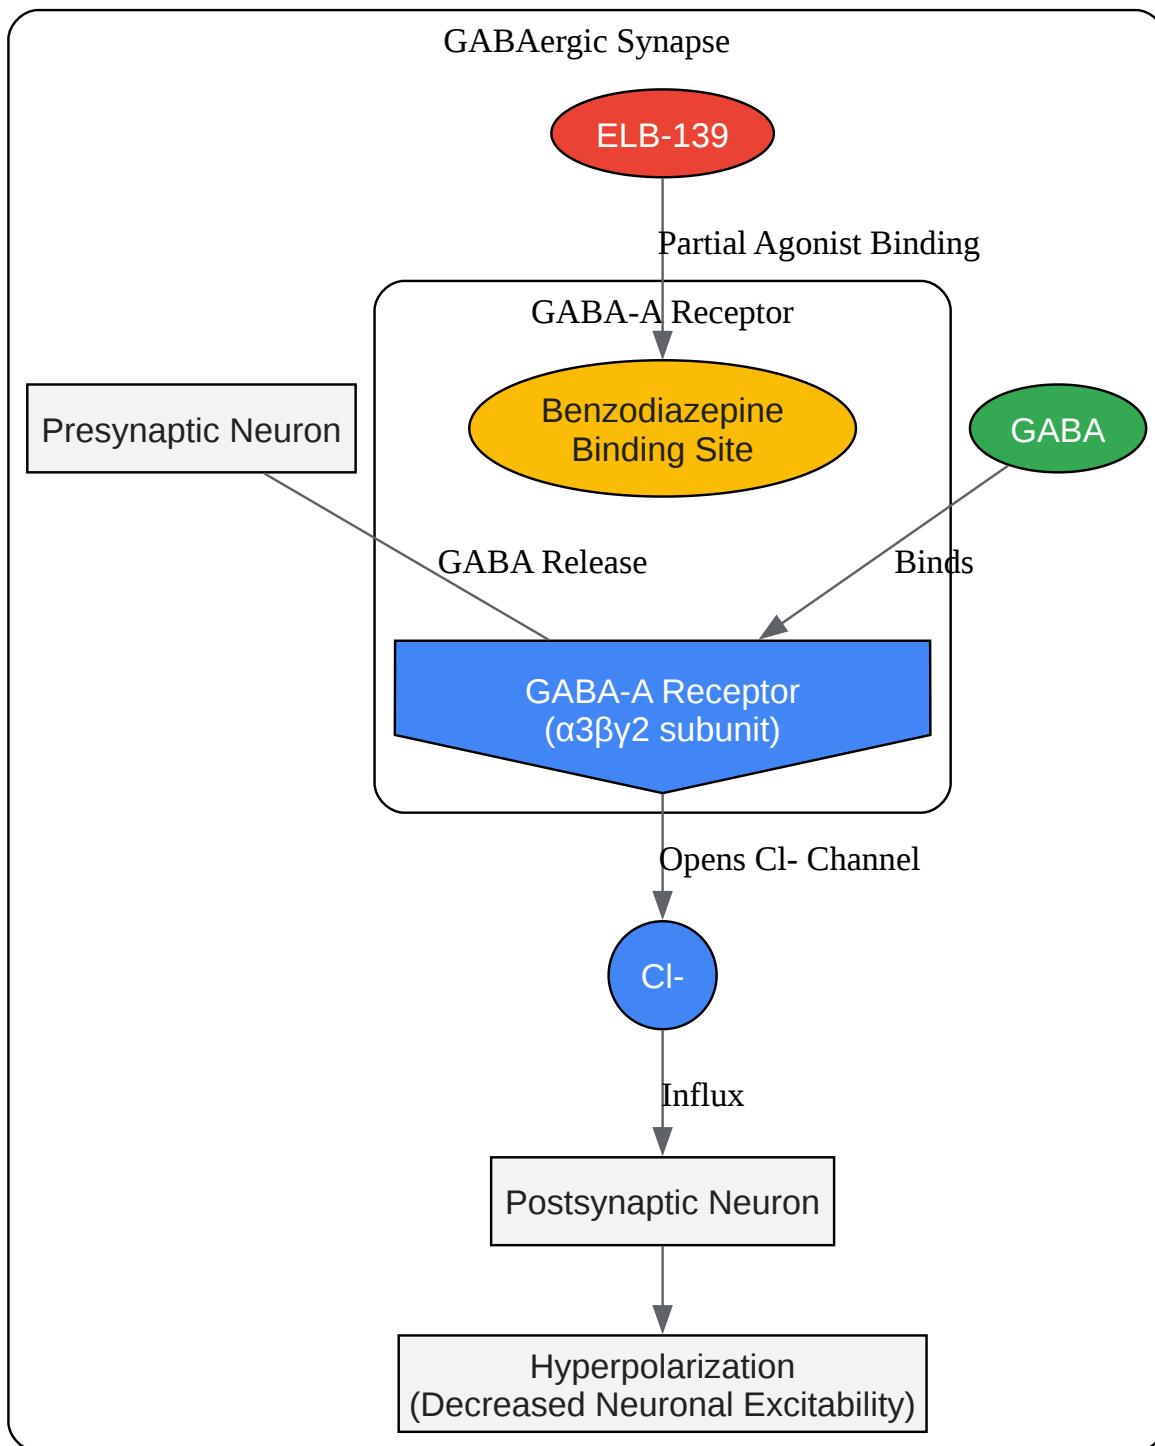 GABAergic Synapse
ELB-139
Partial Agonist Binding
GABA-A Receptor
Benzodiazepine
Binding Site
Presynaptic Neuron
GABA
GABA Release
Binds
GABA-A Receptor
(α3βγ2 subunit)
Opens Cl- Channel
Cl-
Influx
Postsynaptic Neuron
Hyperpolarization
(Decreased Neuronal Excitability)